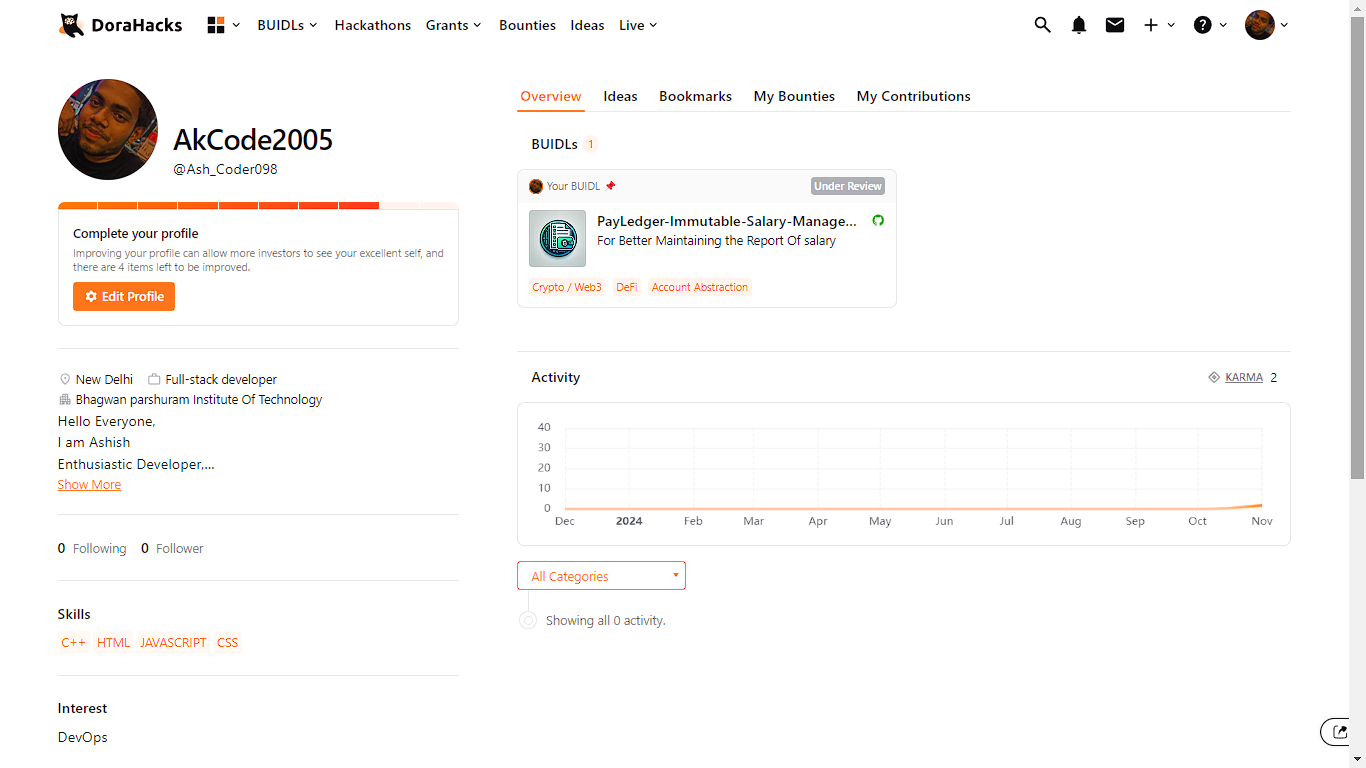 DoraHacks
BUIDLs
Hackathons
Grants
Bounties
Ideas
Live
AkCode2005
@Ash_Coder098
Complete your profile
Improving your profile can allow more investors to see your excellent self, and
there are 4 items left to be improved.
Edit Profile
New Delhi
Full-stack developer
Bhagwan parshuram Institute Of Technology
Hello Everyone,
I am Ashish
Enthusiastic Developer,...
Show More
0 Following 0 Follower
Skills
C++ HTML JAVASCRIPT CSS
Interest
DevOps
Overview Ideas Bookmarks My Bounties My Contributions
BUIDLs 1
Your BUIDL
Under Review
PayLedger-Immutable-Salary-Manage...
For Better Maintaining the Report Of salary
Crypto / Web3 DeFi Account Abstraction
Activity
KARMA 2
40
30
20
10
0
Dec 2024 Feb Mar Apr May Jun Jul Aug Sep Oct Nov
All Categories
Showing all 0 activity.